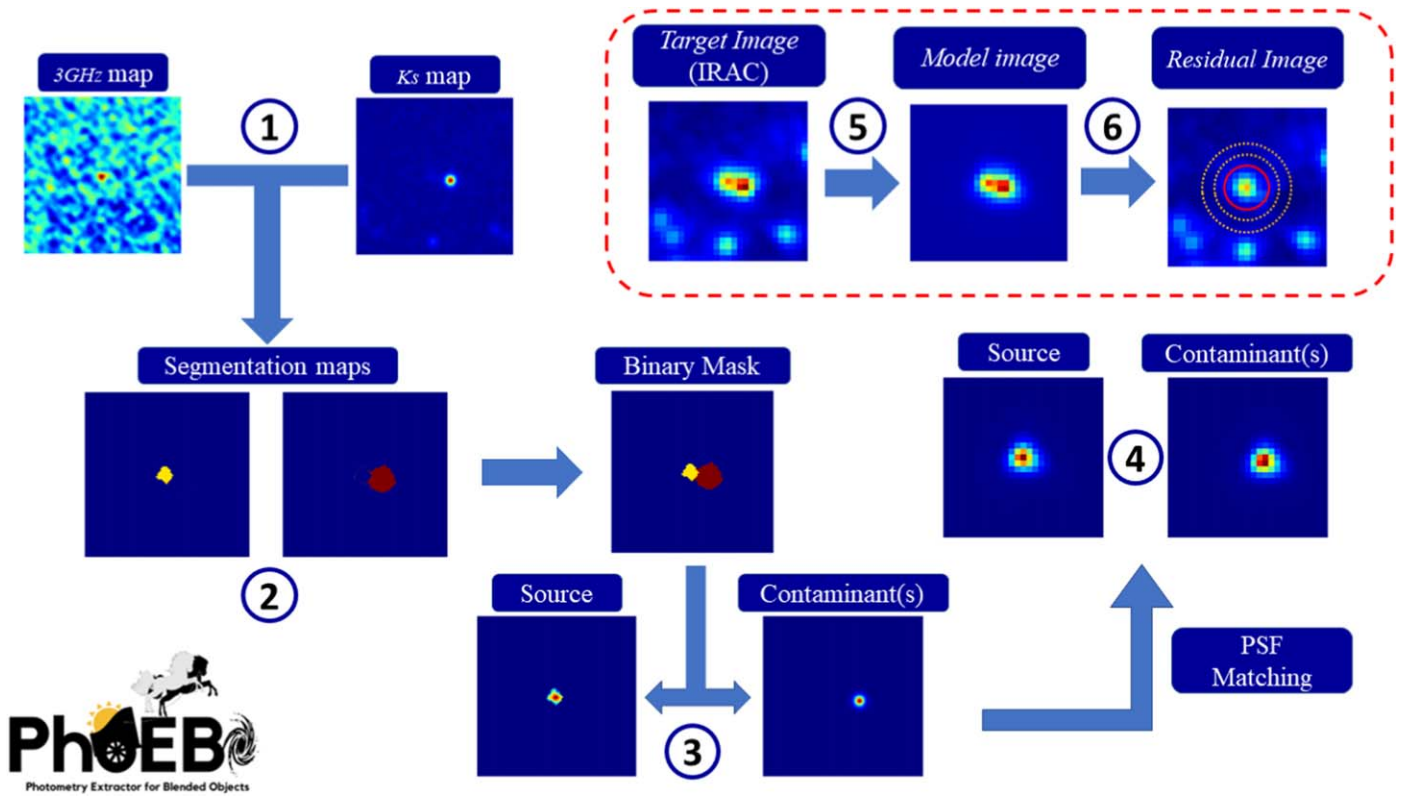 3GHz map
1
Ks map
Target Image
(IRAC)
5
Model image
6
Residual Image
Segmentation maps
2
Binary Mask
Source
Contaminant(s)
3
PSF
Matching
Source
Contaminant(s)
4
PhOEBO
Photometry Extractor for Blended Objects